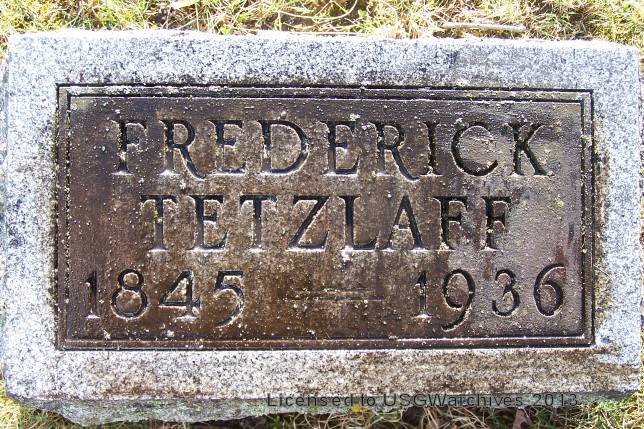 FREDERICK
TETZLAFF
1845 — 1936
Licensed to USGWarchives 2013